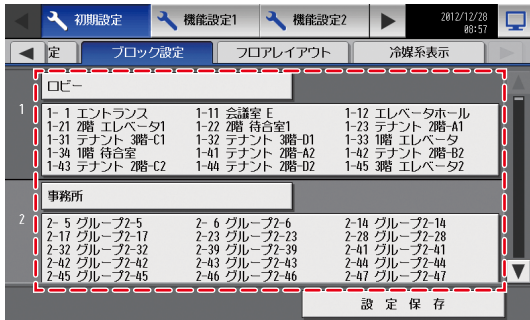 初期設定 機能設定1 機能設定2 2012/12/28
08:57
定 ブロック設定 フロアレイアウト 冷媒系表示
ロビー
1
1- 1 エントランス 1-11 会議室 E 1-12 エレベータホール
1-21 2階 エレベータ1 1-22 2階 待合室1 1-23 テナント 2階-A1
1-31 テナント 3階-C1 1-32 テナント 3階-D1 1-33 1階 エレベータ
1-34 1階 待合室 1-41 テナント 2階-A2 1-42 テナント 2階-B2
1-43 テナント 2階-C2 1-44 テナント 2階-D2 1-45 3階 エレベータ2
事務所
2
2- 5 グループ2-5 2- 6 グループ2-6 2-14 グループ2-14
2-17 グループ2-17 2-23 グループ2-23 2-28 グループ2-28
2-32 グループ2-32 2-39 グループ2-39 2-41 グループ2-41
2-42 グループ2-42 2-43 グループ2-43 2-44 グループ2-44
2-45 グループ2-45 2-46 グループ2-46 2-47 グループ2-47
設 定 保 存